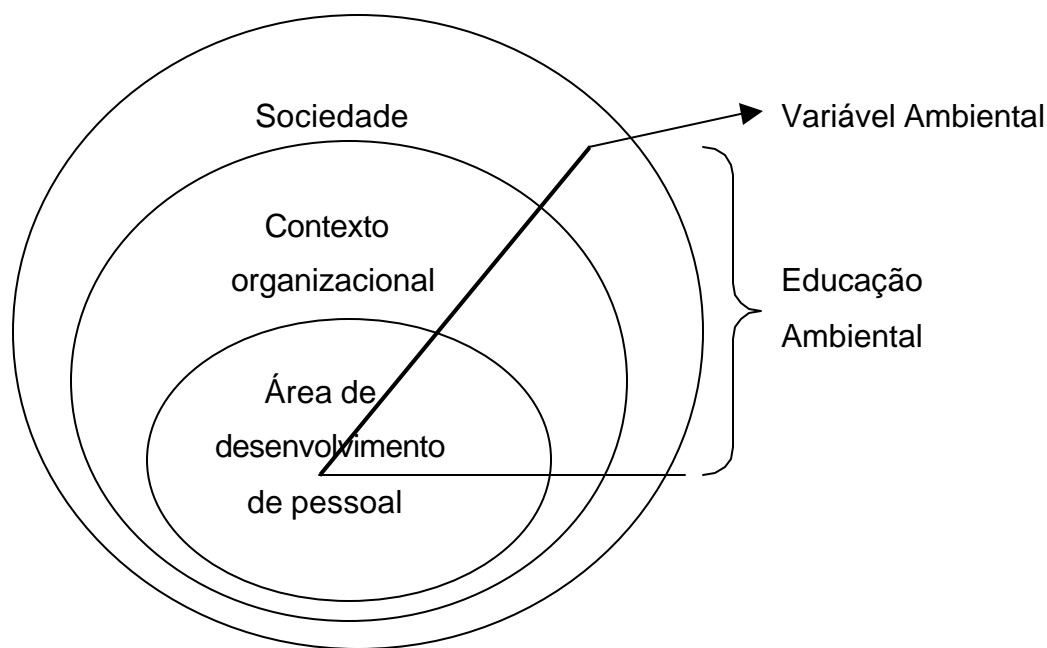 Sociedade
Variável Ambiental
Contexto
organizacional
Educação
Ambiental
Área de
desenvolvimento
de pessoal